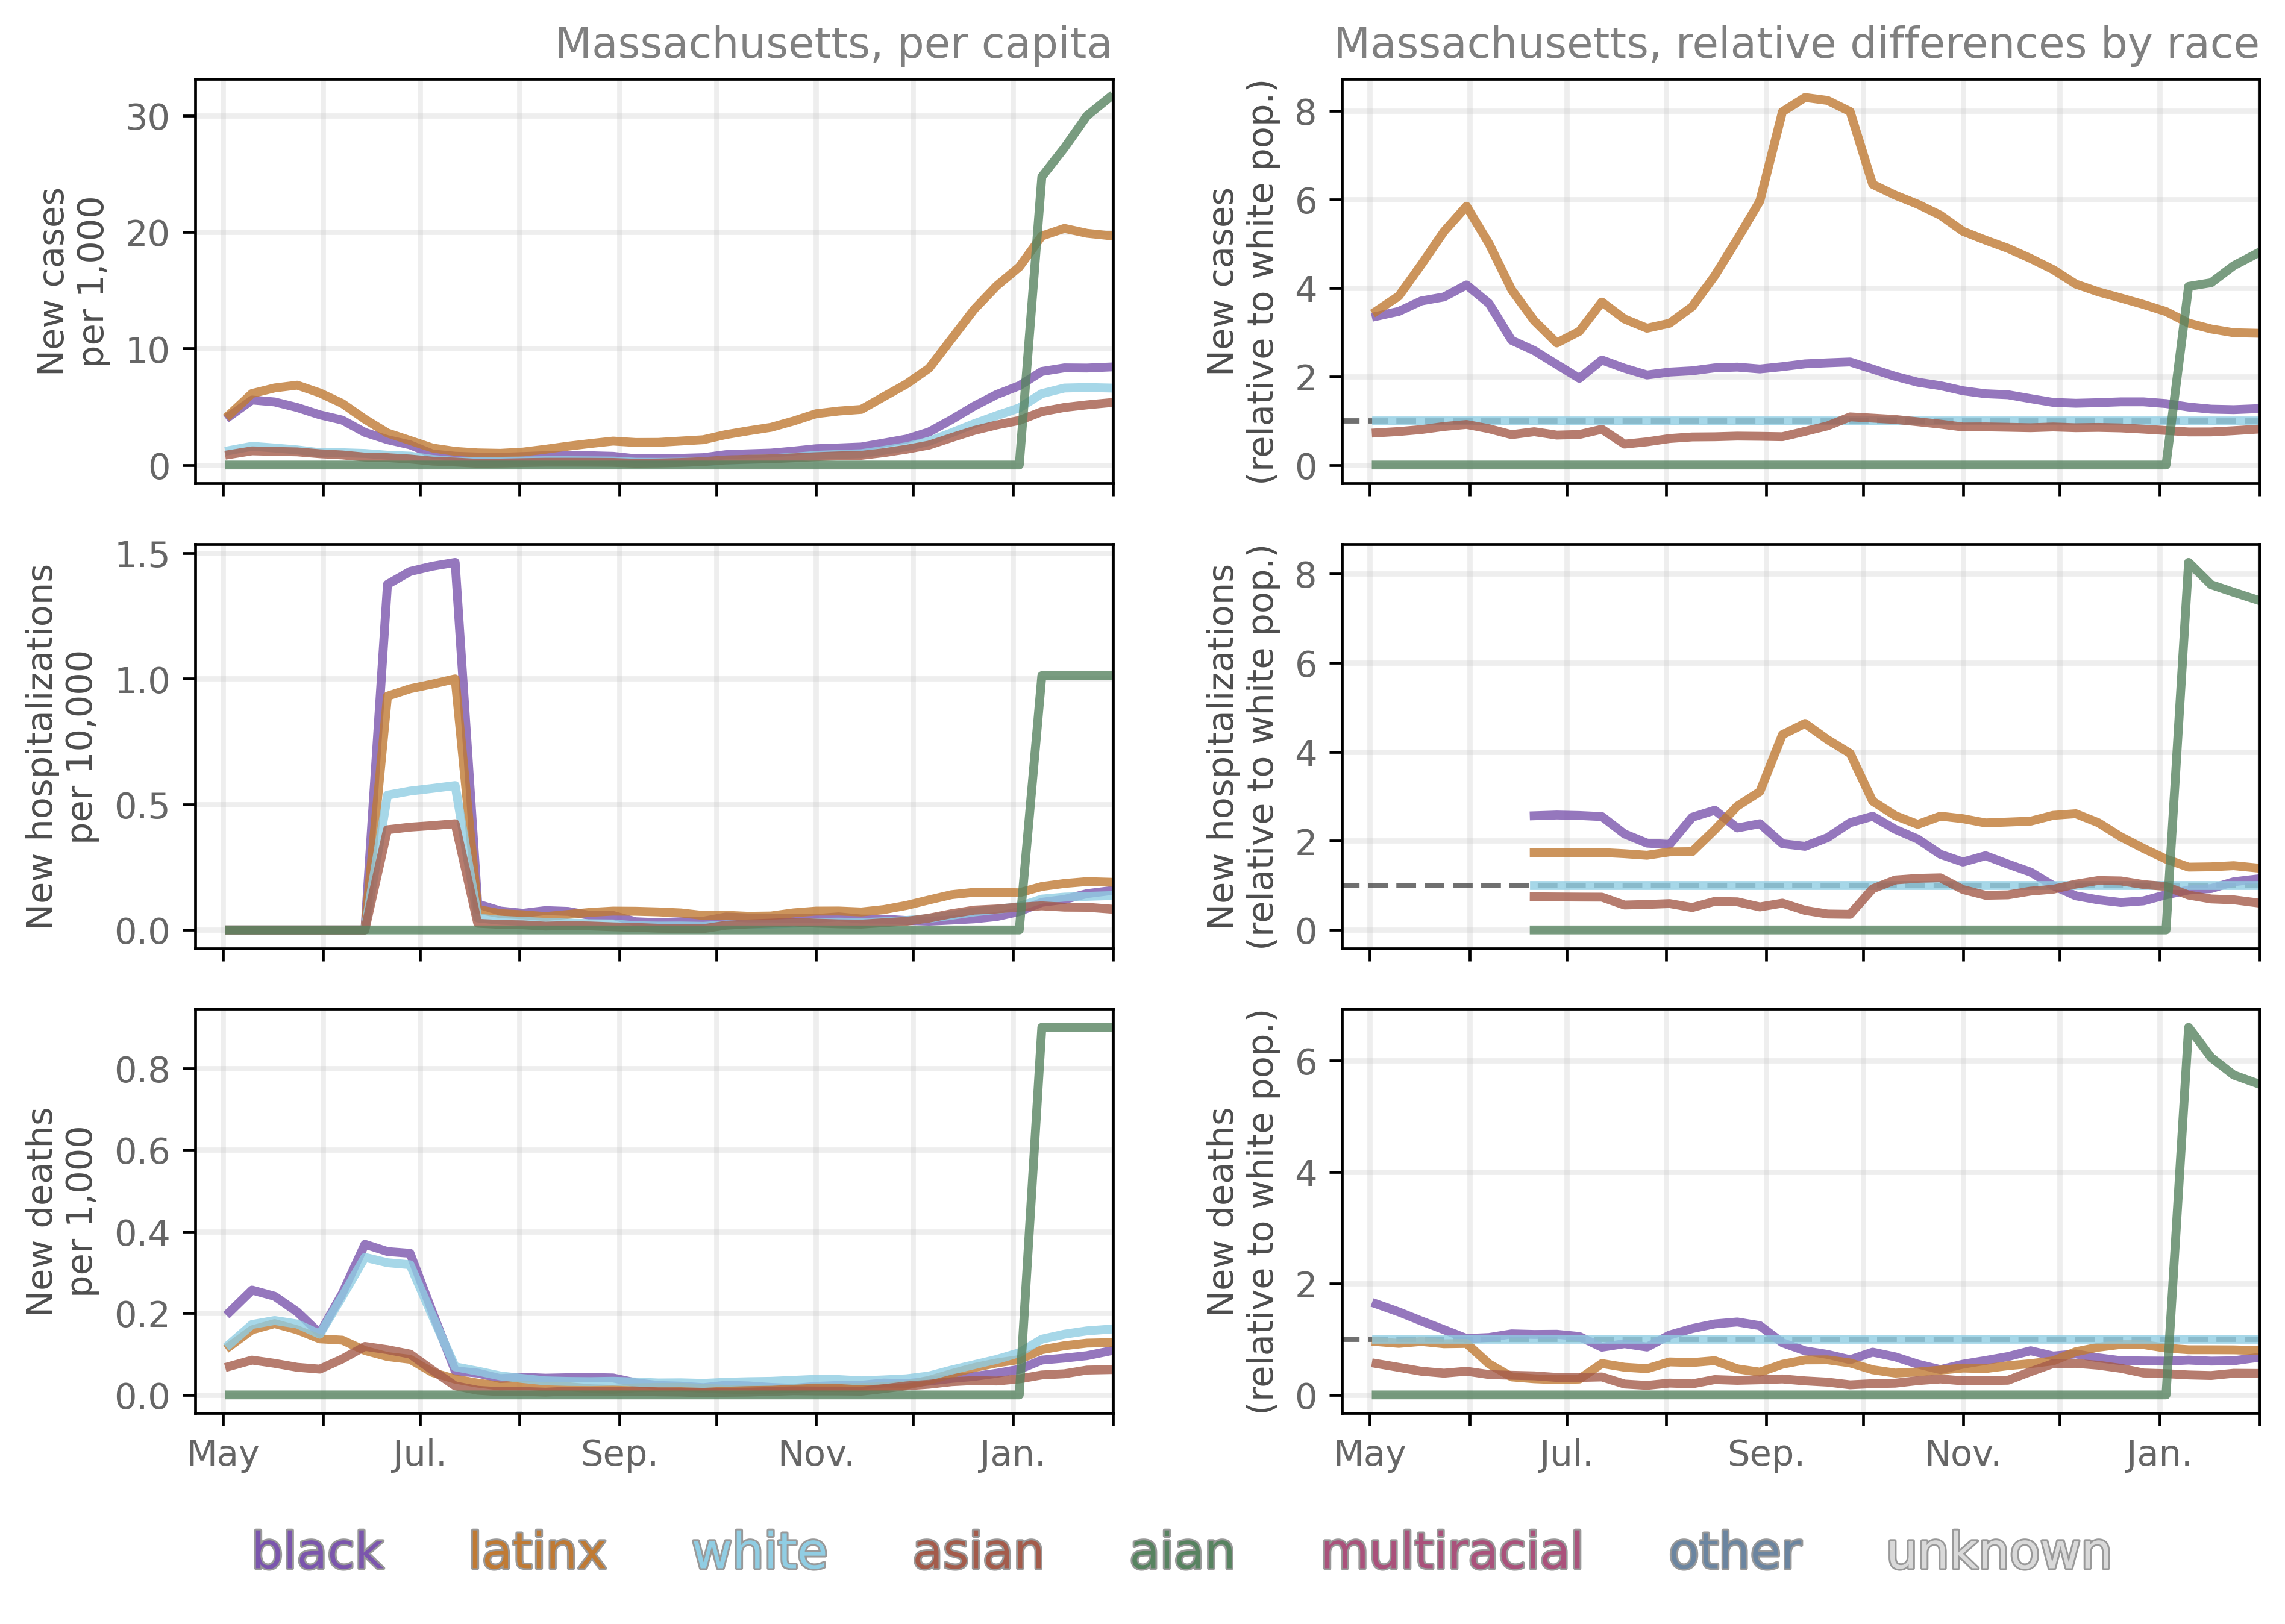 Massachusetts, per capita
Massachusetts, relative differences by race
New cases
per 1,000
30
20
10
0
New cases
(relative to white pop.)
8
6
4
2
0
New hospitalizations
per 10,000
1.5
1.0
0.5
0.0
New hospitalizations
(relative to white pop.)
8
6
4
2
0
New deaths
per 1,000
0.8
0.6
0.4
0.2
0.0
New deaths
(relative to white pop.)
6
4
2
0
May Jul. Sep. Nov. Jan.
May Jul. Sep. Nov. Jan.
black latinx white asian aian multiracial other unknown